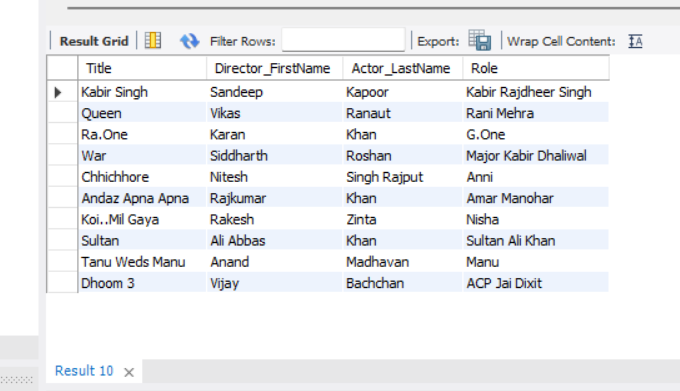 Result Grid Filter Rows: Export: Wrap Cell Content: IA
Title Director_FirstName Actor_LastName Role
Kabir Singh Sandeep Kapoor Kabir Rajdheer Singh
Queen Vikas Ranaut Rani Mehra
Ra.One Karan Khan G.One
War Siddharth Roshan Major Kabir Dhaliwal
Chhichhore Nitesh Singh Rajput Anni
Andaz Apna Apna Rajkumar Khan Amar Manohar
Koi..Mil Gaya Rakesh Zinta Nisha
Sultan Ali Abbas Khan Sultan Ali Khan
Tanu Weds Manu Anand Madhavan Manu
Dhoom 3 Vijay Bachchan ACP Jai Dixit
Result 10